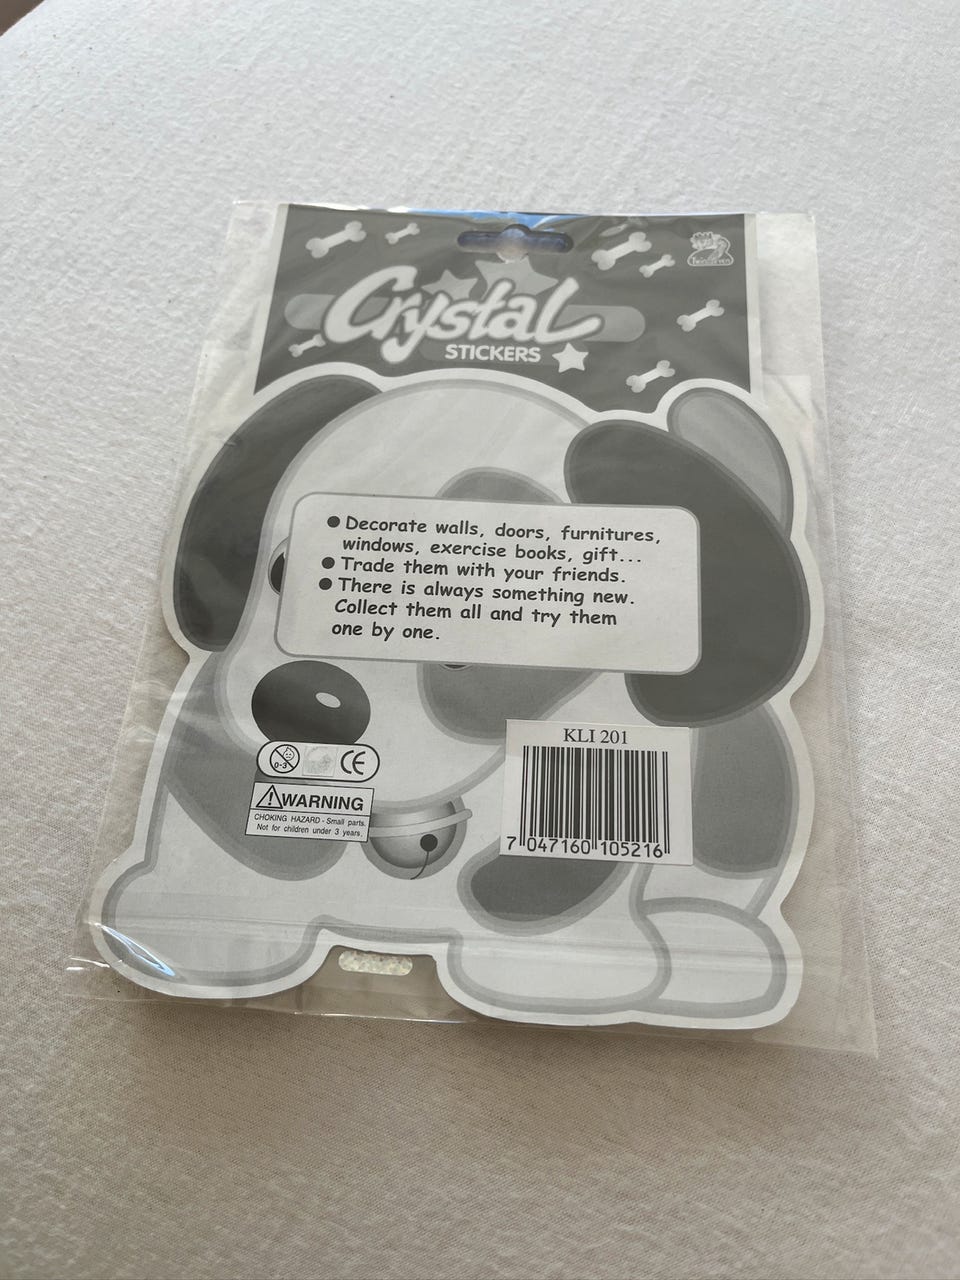 Crystal
STICKERS
● Decorate walls, doors, furnitures,
windows, exercise books, gift...
● Trade them with your friends.
● There is always something new.
Collect them all and try them
one by one.
KLI 201
0-3
CE
WARNING
CHOKING HAZARD - Small parts.
Not for children under 3 years.
7 047160 105216